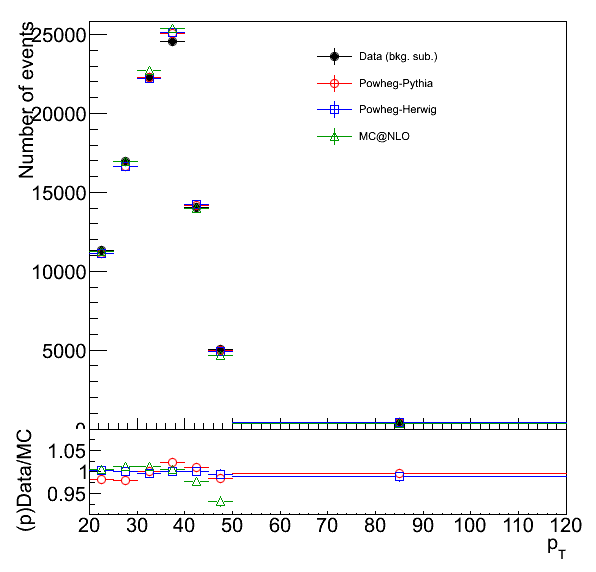 Number of events
25000
20000
15000
10000
5000
0
Data (bkg. sub.)
Powheg-Pythia
Powheg-Herwig
MC@NLO
(p)Data/MC
1.05
1
0.95
20 30 40 50 60 70 80 90 100 110 120
pT